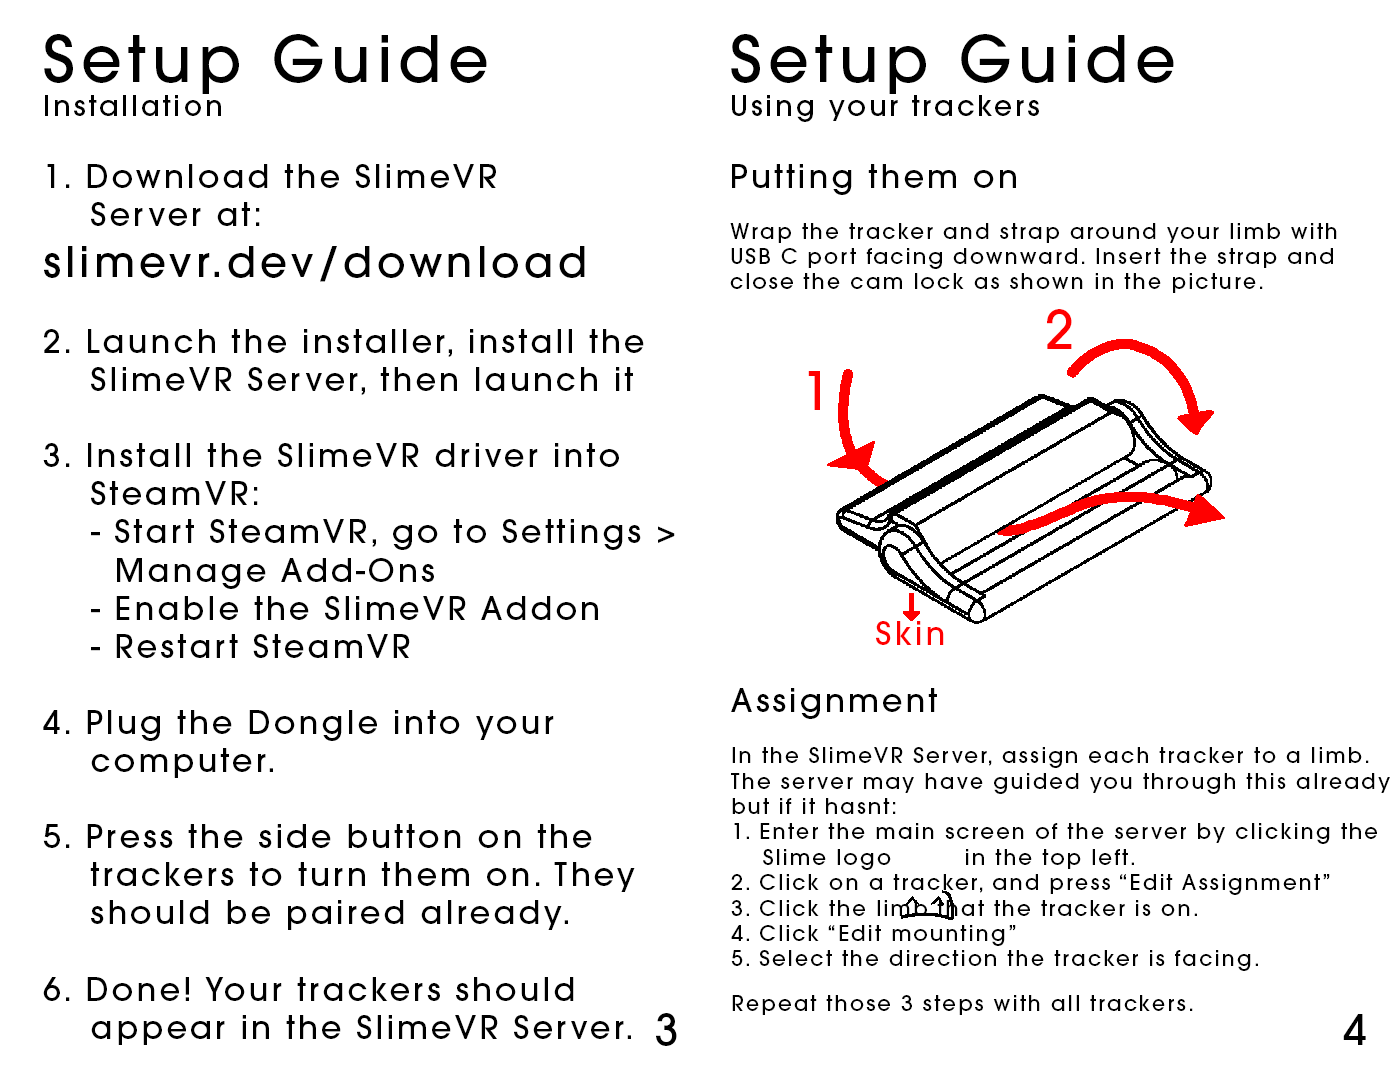 Setup Guide
Installation
1. Download the SlimeVR
Server at:
slimevr.dev/download
2. Launch the installer, install the
SlimeVR Server, then launch it
3. Install the SlimeVR driver into
SteamVR:
- Start SteamVR, go to Settings >
Manage Add-Ons
- Enable the SlimeVR Addon
- Restart SteamVR
4. Plug the Dongle into your
computer.
5. Press the side button on the
trackers to turn them on. They
should be paired already.
6. Done! Your trackers should
appear in the SlimeVR Server.
3
Setup Guide
Using your trackers
Putting them on
Wrap the tracker and strap around your limb with
USB C port facing downward. Insert the strap and
close the cam lock as shown in the picture.
2
1
Skin
Assignment
In the SlimeVR Server, assign each tracker to a limb.
The server may have guided you through this already
but if it hasnt:
1. Enter the main screen of the server by clicking the
Slime logo in the top left.
2. Click on a tracker, and press “Edit Assignment”
3. Click the limb that the tracker is on.
4. Click “Edit mounting”
5. Select the direction the tracker is facing.
Repeat those 3 steps with all trackers.
4